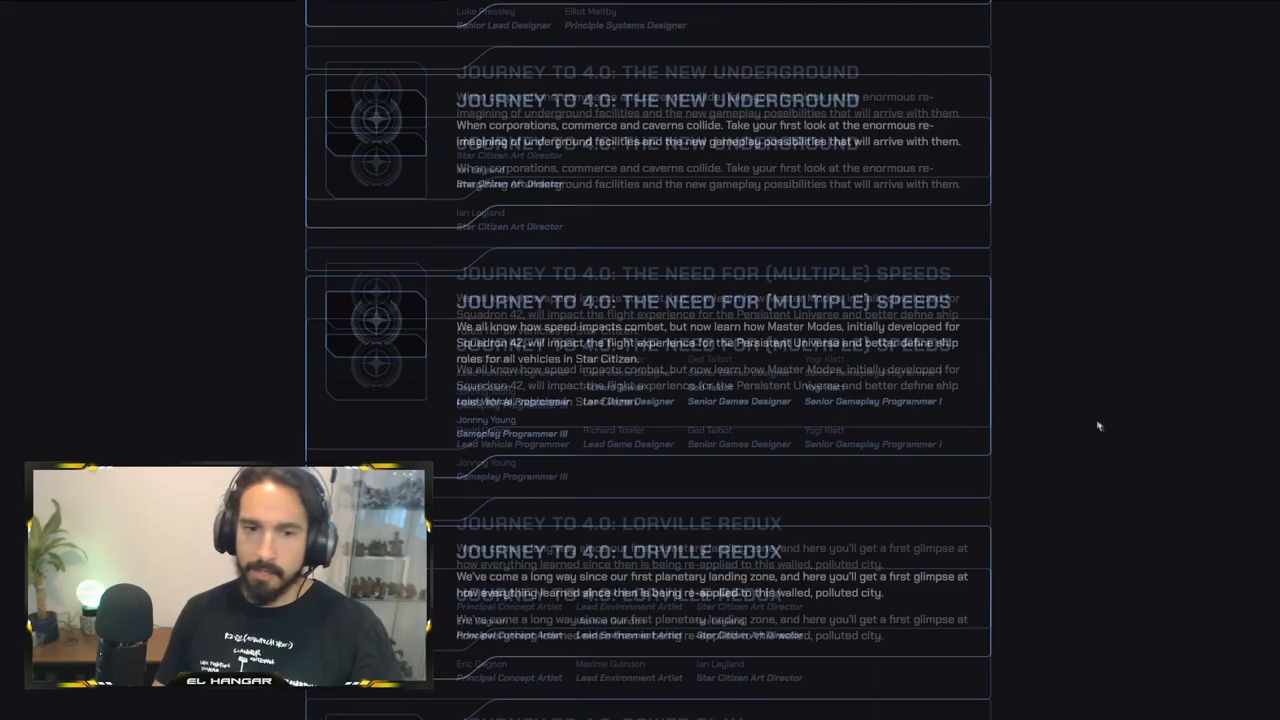 Luke Pressley Elliot Maltby
Senior Lead Designer Principle Systems Designer
JOURNEY TO 4.0: THE NEW UNDERGROUND
When corporations, commerce and caverns collide. Take your first look at the enormous re-
imagining of underground facilities and the new gameplay possibilities that will arrive with them.
Ian Leyland
Star Citizen Art Director
JOURNEY TO 4.0: THE NEED FOR (MULTIPLE) SPEEDS
We all know how speed impacts combat, but now learn how Master Modes, initially developed for
Squadron 42, will impact the flight experience for the Persistent Universe and better define ship
roles for all vehicles in Star Citizen.
Richard Towler Ged Talbot Yogi Klatt
Lead Vehicle Programmer Lead Game Designer Senior Games Designer Senior Gameplay Programmer I
Jonny Young
Gameplay Programmer III
JOURNEY TO 4.0: LORVILLE REDUX
We've come a long way since our first planetary landing zone, and here you'll get a first glimpse at
how everything learned since then is being re-applied to this walled, polluted city.
Eric Gagnon Maxime Guindon Ian Leyland
Principal Concept Artist Lead Environment Artist Star Citizen Art Director
EL HANGAR